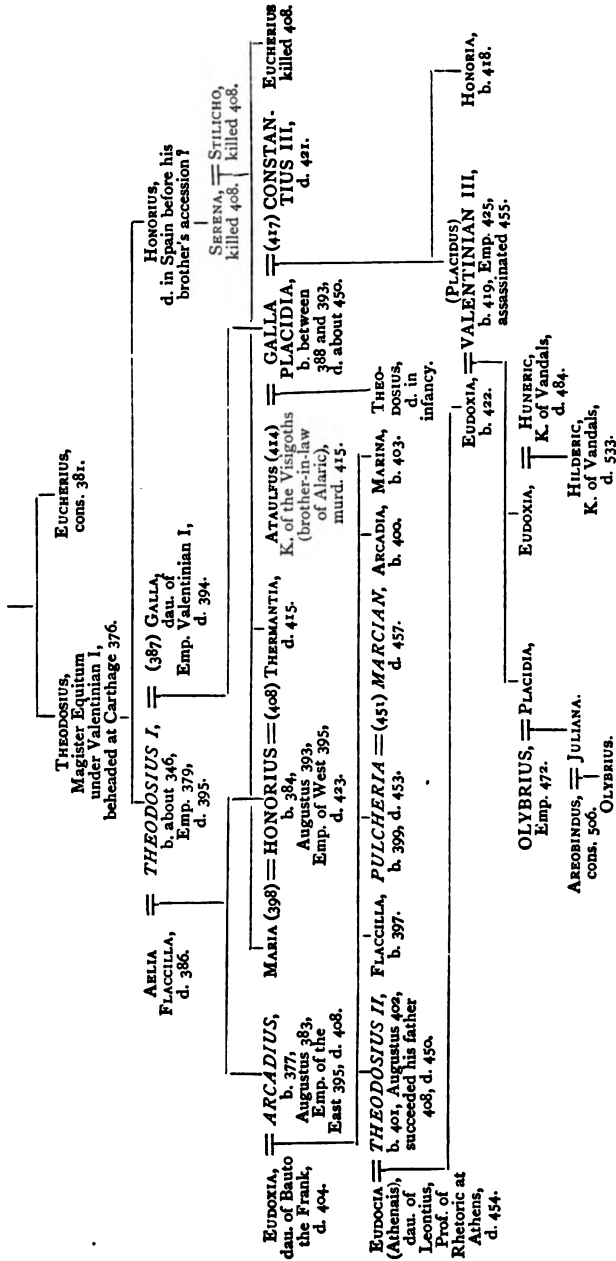 THEODOSIUS,
Magister Equitum
under Valentinian I,
beheaded at Carthage 376.
EUCHERIUS,
cons. 381.
AELIA
FLACCILLA,
d. 386.
= THEODOSIUS I,
b. about 346,
Emp. 379,
d. 395.
= (387) GALLA,
dau. of
Emp. Valentinian I,
d. 394.
HONORIUS,
d. in Spain before his
brother's accession?
SERENA, = STILICHO,
killed 408. killed 408.
EUDOXIA,
dau. of Bauto
the Frank,
d. 404.
= ARCADIUS,
b. 377,
Augustus 383,
Emp. of the
East 395, d. 408.
MARIA (398) = HONORIUS = (408) THERMANTIA,
b. 384, d. 415.
Augustus 393,
Emp. of West 395,
d. 423.
ATAULFUS (414)
K. of the Visigoths
(brother-in-law
of Alaric),
murd. 415.
= GALLA
PLACIDIA,
b. between
388 and 393,
d. about 450.
= (417) CONSTAN-
TIUS III,
d. 421.
EUCHERIUS
killed 408.
EUDOCIA
(Athenais),
dau. of
Leontius,
Prof. of
Rhetoric at
Athens,
d. 454.
= THEODOSIUS II,
b. 401, Augustus 402,
succeeded his father
408, d. 450.
FLACCILLA,
b. 397.
PULCHERIA = (451) MARCIAN,
b. 399, d. 453. d. 457.
ARCADIA,
b. 400.
MARINA,
b. 403.
THEO-
DOSIUS,
d. in
infancy.
EUDOXIA,
b. 422.
= (PLACIDUS)
VALENTINIAN III,
b. 419, Emp. 425,
assassinated 455.
HONORIA,
b. 418.
OLYBRIUS, = PLACIDIA,
Emp. 472.
EUDOXIA, = HUNERIC,
K. of Vandals,
d. 484.
AREOBINDUS, = JULIANA.
cons. 506.
OLYBRIUS.
HILDERIC,
K. of Vandals,
d. 533.